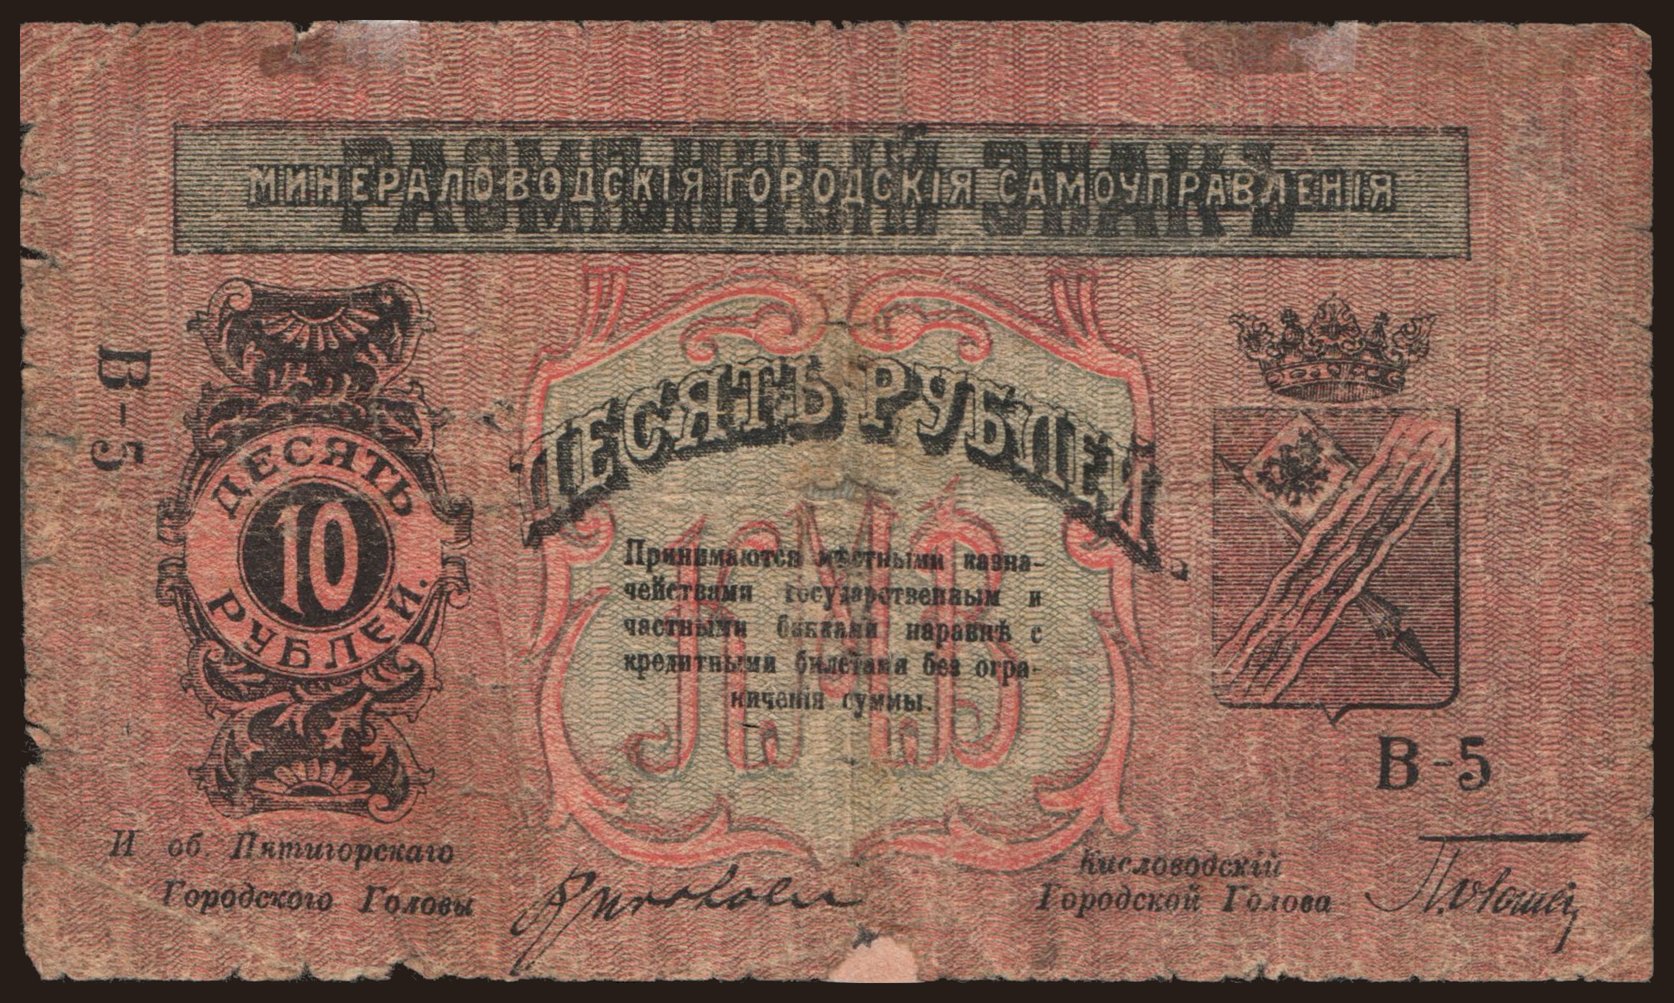 РАЗМѢННЫЙ ЗНАКЪ
МИНЕРАЛОВОДСКІЯ ГОРОДСКІЯ САМОУПРАВЛЕНІЯ
В-5
ДЕСЯТЬ
10
РУБЛЕЙ.
ДЕСЯТЬ РУБЛЕЙ.
КМВ
Принимаются мѣстными казна-
чействами государственным и
частными банками наравнѣ с
кредитными билетами без огра-
ниченія суммы.
В-5
И об. Пятигорскаго
Городского Головы
Кисловодскій
Городской Голова